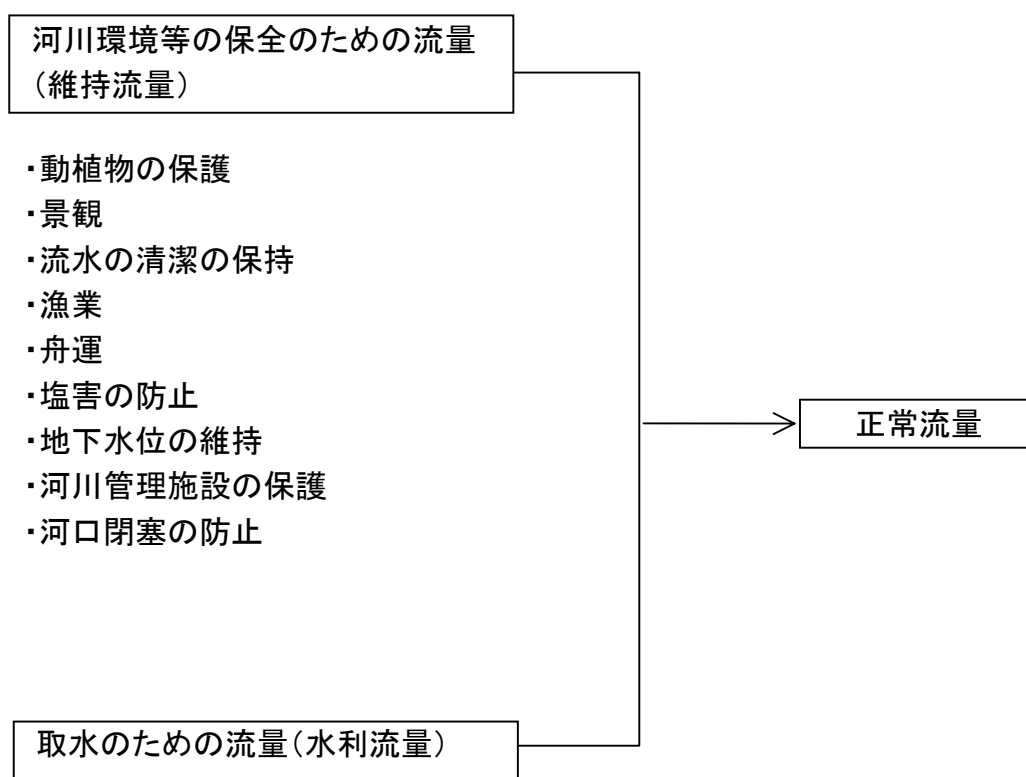 河川環境等の保全のための流量
（維持流量）
・動植物の保護
・景観
・流水の清潔の保持
・漁業
・舟運
・塩害の防止
・地下水位の維持
・河川管理施設の保護
・河口閉塞の防止
正常流量
取水のための流量（水利流量）